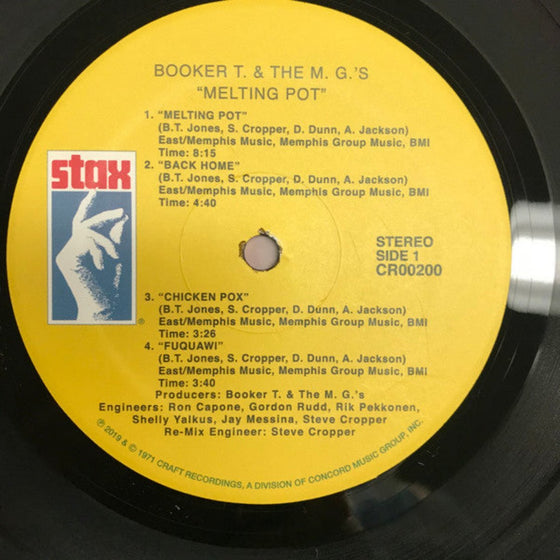 BOOKER T. & THE M. G.'S
"MELTING POT"
1. "MELTING POT"
(B.T. Jones, S. Cropper, D. Dunn, A. Jackson)
East/Memphis Music, Memphis Group Music, BMI
Time: 8:15
2. "BACK HOME"
(B.T. Jones, S. Cropper, D. Dunn, A. Jackson)
East/Memphis Music, Memphis Group Music, BMI
Time: 4:40
stax
®
STEREO
SIDE 1
CR00200
3. "CHICKEN POX"
(B.T. Jones, S. Cropper, D. Dunn, A. Jackson)
East/Memphis Music, Memphis Group Music, BMI
Time: 3:26
4. "FUQUAWI"
(B.T. Jones, S. Cropper, D. Dunn, A. Jackson)
East/Memphis Music, Memphis Group Music, BMI
Time: 3:40
Producers: Booker T. & The M. G.'s
Engineers: Ron Capone, Gordon Rudd, Rik Pekkonen,
Shelly Yalkus, Jay Messina, Steve Cropper
Re-Mix Engineer: Steve Cropper
℗ 2019 & © 1971 CRAFT RECORDINGS, A DIVISION OF CONCORD MUSIC GROUP, INC.